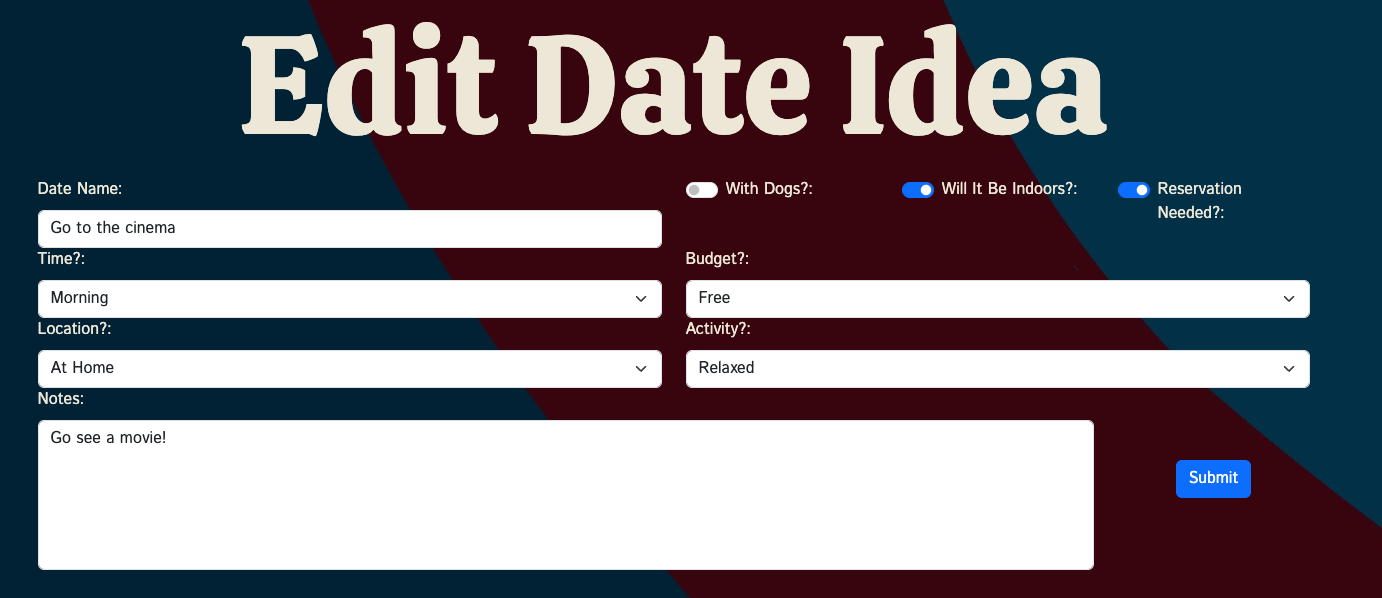 Edit Date Idea
Date Name:
Go to the cinema
With Dogs?:
Will It Be Indoors?:
Reservation
Needed?:
Time?:
Morning
Budget?:
Free
Location?:
At Home
Activity?:
Relaxed
Notes:
Go see a movie!
Submit